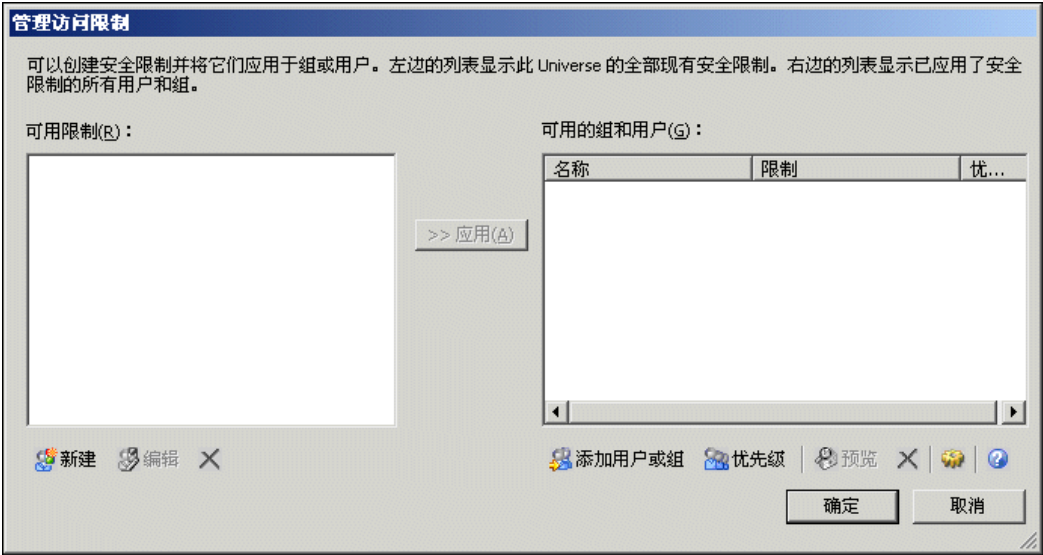 管理访问限制
可以创建安全限制并将它们应用于组或用户。左边的列表显示此 Universe 的全部现有安全限制。右边的列表显示已应用了安全
限制的所有用户和组。
可用限制(R)：
可用的组和用户(G)：
名称 限制 优...
>> 应用(A)
新建 编辑
添加用户或组 优先级 预览
确定 取消